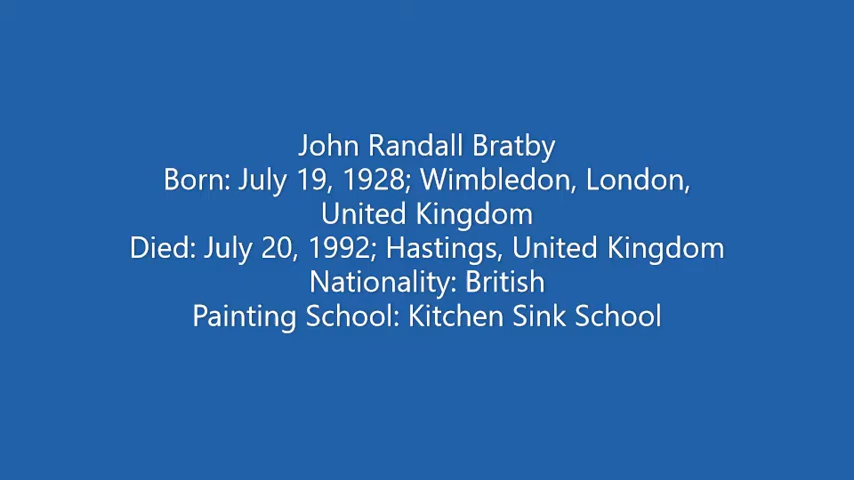 John Randall Bratby
Born: July 19, 1928; Wimbledon, London,
United Kingdom
Died: July 20, 1992; Hastings, United Kingdom
Nationality: British
Painting School: Kitchen Sink School